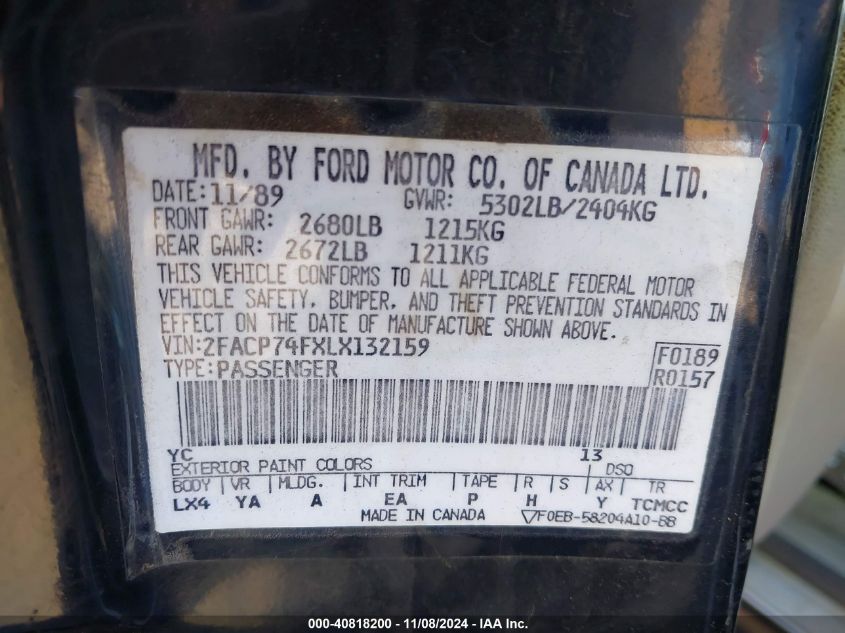 MFD. BY FORD MOTOR CO. OF CANADA LTD.
DATE: 11/89 GVWR: 5302LB/2404KG
FRONT GAWR: 2680LB 1215KG
REAR GAWR: 2672LB 1211KG
THIS VEHICLE CONFORMS TO ALL APPLICABLE FEDERAL MOTOR
VEHICLE SAFETY, BUMPER, AND THEFT PREVENTION STANDARDS IN
EFFECT ON THE DATE OF MANUFACTURE SHOWN ABOVE.
VIN:2FACP74FXLX132159 F0189
TYPE:PASSENGER R0157
YC 13
EXTERIOR PAINT COLORS DSO
BODY VR MLDG. INT TRIM TAPE R S AX TR
LX4 YA A EA P H Y TCMCC
MADE IN CANADA ▽F0EB-58204A10-BB
000-40818200 - 11/08/2024 - IAA Inc.